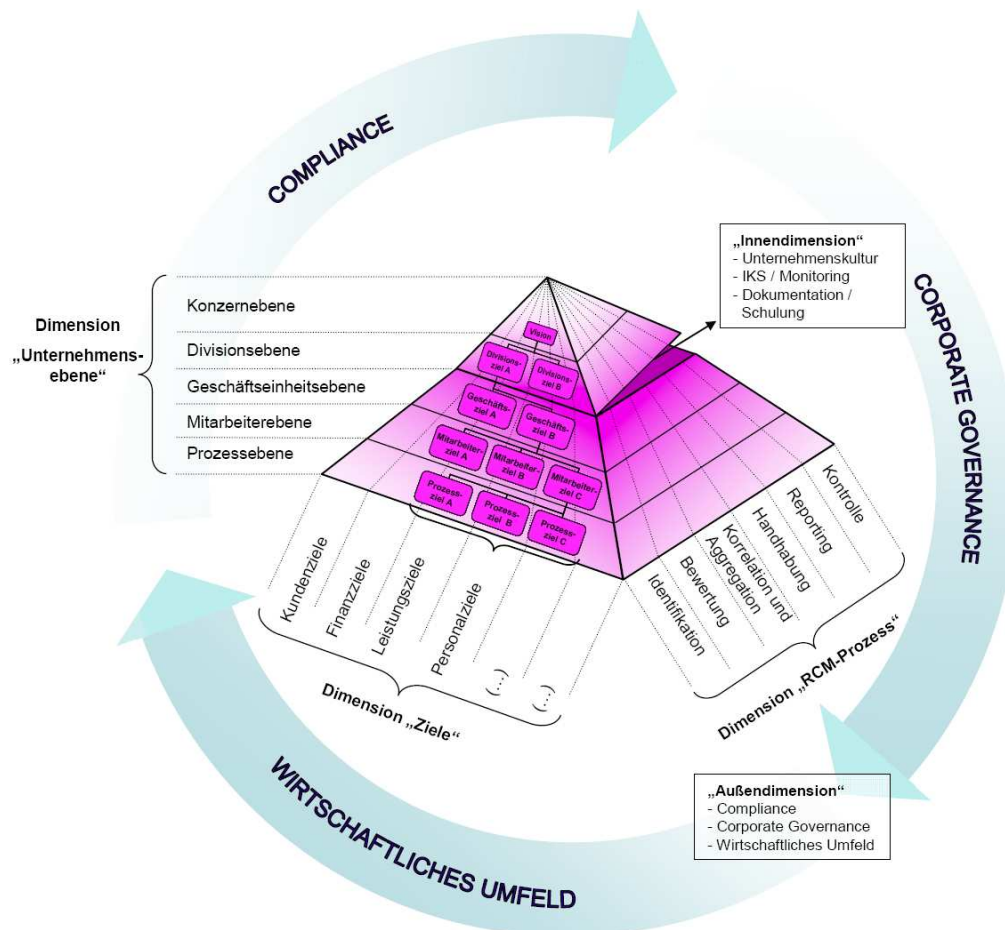 COMPLIANCE
CORPORATE GOVERNANCE
WIRTSCHAFTLICHES UMFELD
„Innendimension“
- Unternehmenskultur
- IKS / Monitoring
- Dokumentation /
Schulung
Dimension
„Unternehmens-
ebene“
Konzernebene
Divisionsebene
Geschäftseinheitsebene
Mitarbeiterebene
Prozessebene
Vision
Divisions-
ziel A
Divisions-
ziel B
Geschäfts-
ziel A
Geschäfts-
ziel B
Mitarbeiter-
ziel A
Mitarbeiter-
ziel B
Mitarbeiter-
ziel C
Prozess-
ziel A
Prozess-
ziel B
Prozess-
ziel C
Kundenziele
Finanzziele
Leistungsziele
Personalziele
(...)
(...)
Dimension „Ziele“
Identifikation
Bewertung
Korrelation und
Aggregation
Handhabung
Reporting
Kontrolle
Dimension „RCM-Prozess“
„Außendimension“
- Compliance
- Corporate Governance
- Wirtschaftliches Umfeld